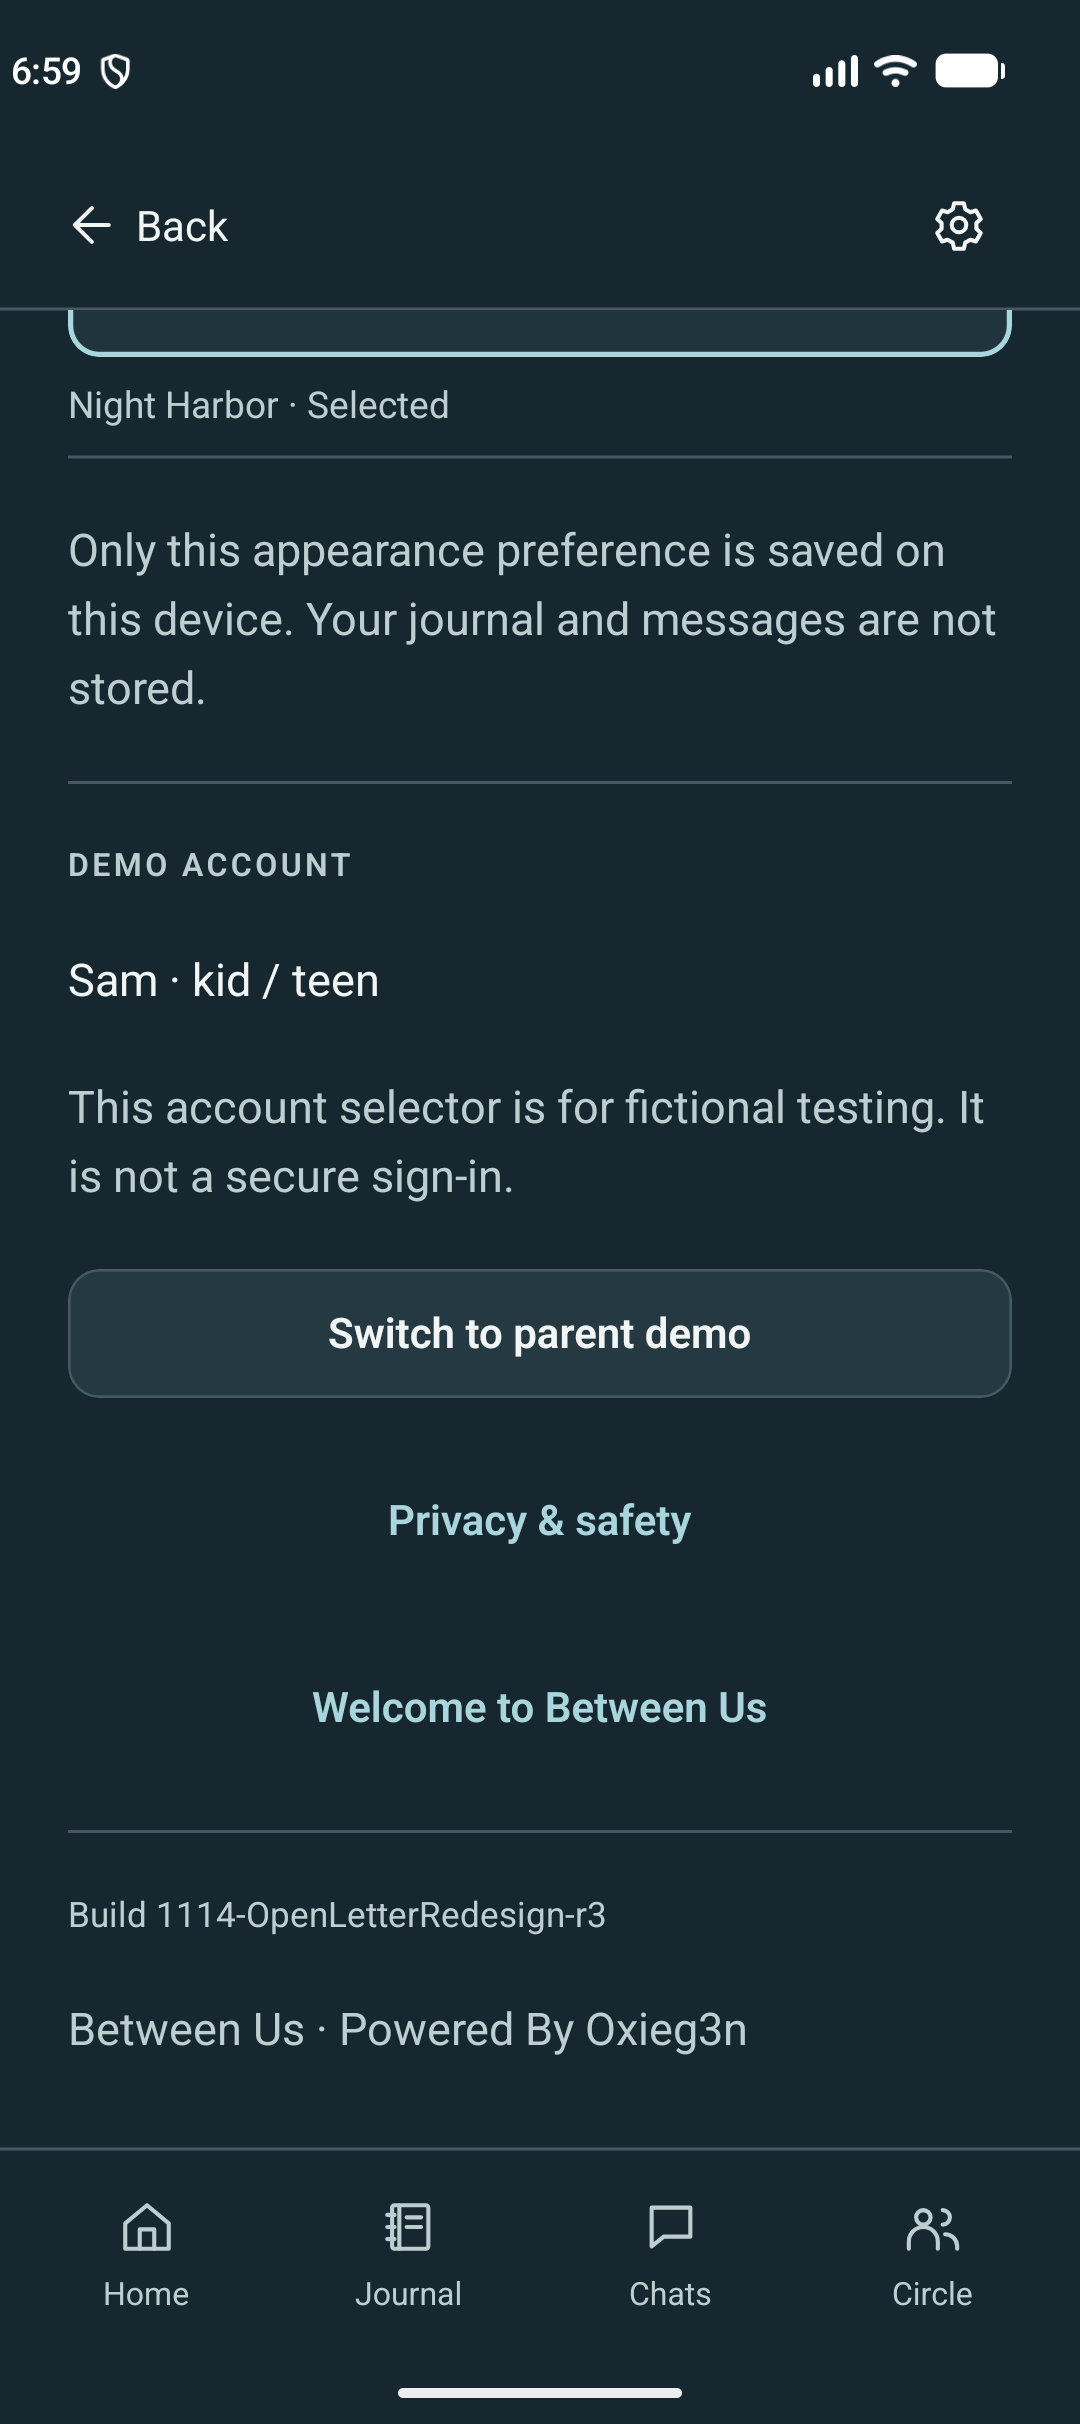 6:59
Back
Night Harbor · Selected
Only this appearance preference is saved on
this device. Your journal and messages are not
stored.
DEMO ACCOUNT
Sam · kid / teen
This account selector is for fictional testing. It
is not a secure sign-in.
Switch to parent demo
Privacy & safety
Welcome to Between Us
Build 1114-OpenLetterRedesign-r3
Between Us · Powered By Oxieg3n
Home
Journal
Chats
Circle